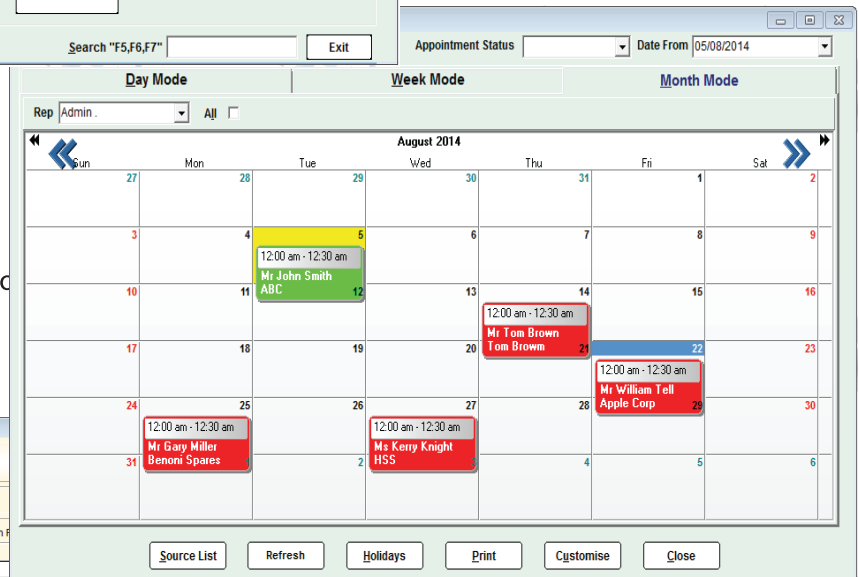 Search "F5,F6,F7" Exit
Appointment Status Date From 05/08/2014
Day Mode Week Mode Month Mode
Rep Admin . All
August 2014
Sun Mon Tue Wed Thu Fri Sat
27 28 29 30 31 1 2
3 4 5 6 7 8 9
12:00 am - 12:30 am
Mr John Smith
ABC
10 11 12 13 14 15 16
12:00 am - 12:30 am
Mr Tom Brown
Tom Browm
17 18 19 20 21 22 23
12:00 am - 12:30 am
Mr William Tell
Apple Corp
24 25 26 27 28 29 30
12:00 am - 12:30 am 12:00 am - 12:30 am
Mr Gary Miller Ms Kerry Knight
Benoni Spares HSS
31 1 2 3 4 5 6
Source List Refresh Holidays Print Customise Close